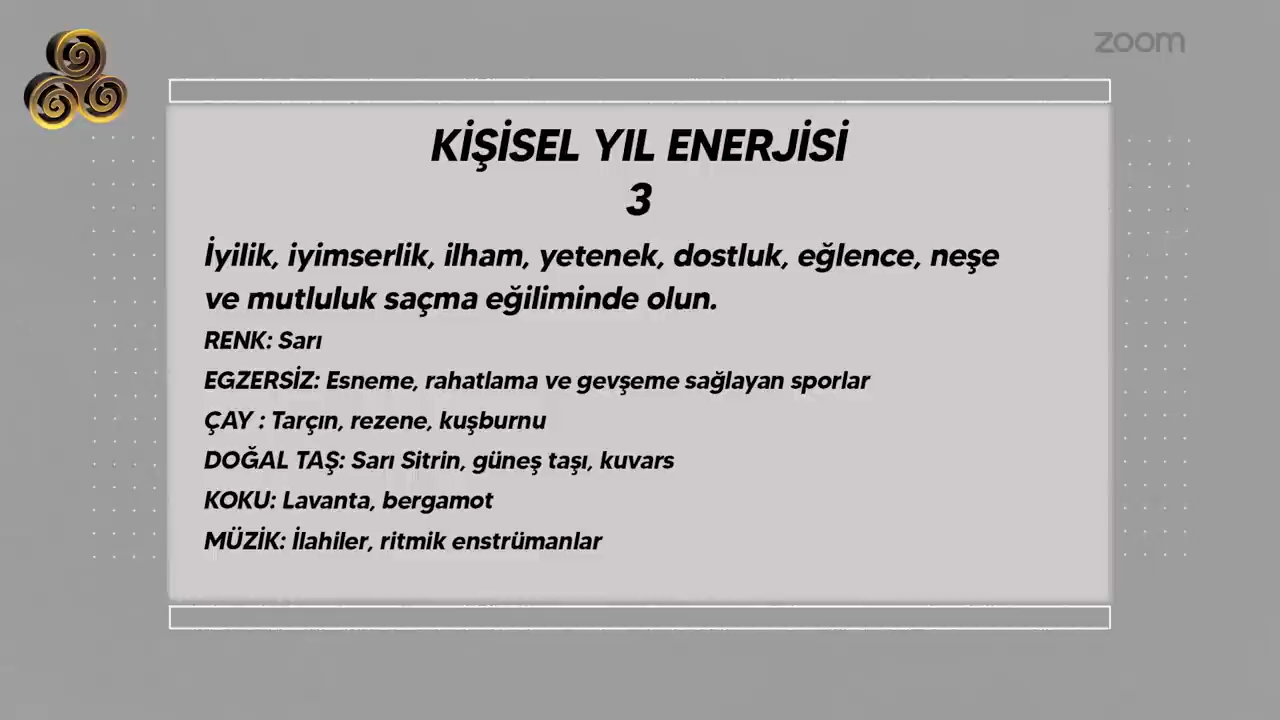 zoom
KİŞİSEL YIL ENERJİSİ
3
İyilik, iyimserlik, ilham, yetenek, dostluk, eğlence, neşe
ve mutluluk saçma eğiliminde olun.
RENK: Sarı
EGZERSİZ: Esneme, rahatlama ve gevşeme sağlayan sporlar
ÇAY : Tarçın, rezene, kuşburnu
DOĞAL TAŞ: Sarı Sitrin, güneş taşı, kuvars
KOKU: Lavanta, bergamot
MÜZİK: İlahiler, ritmik enstrümanlar